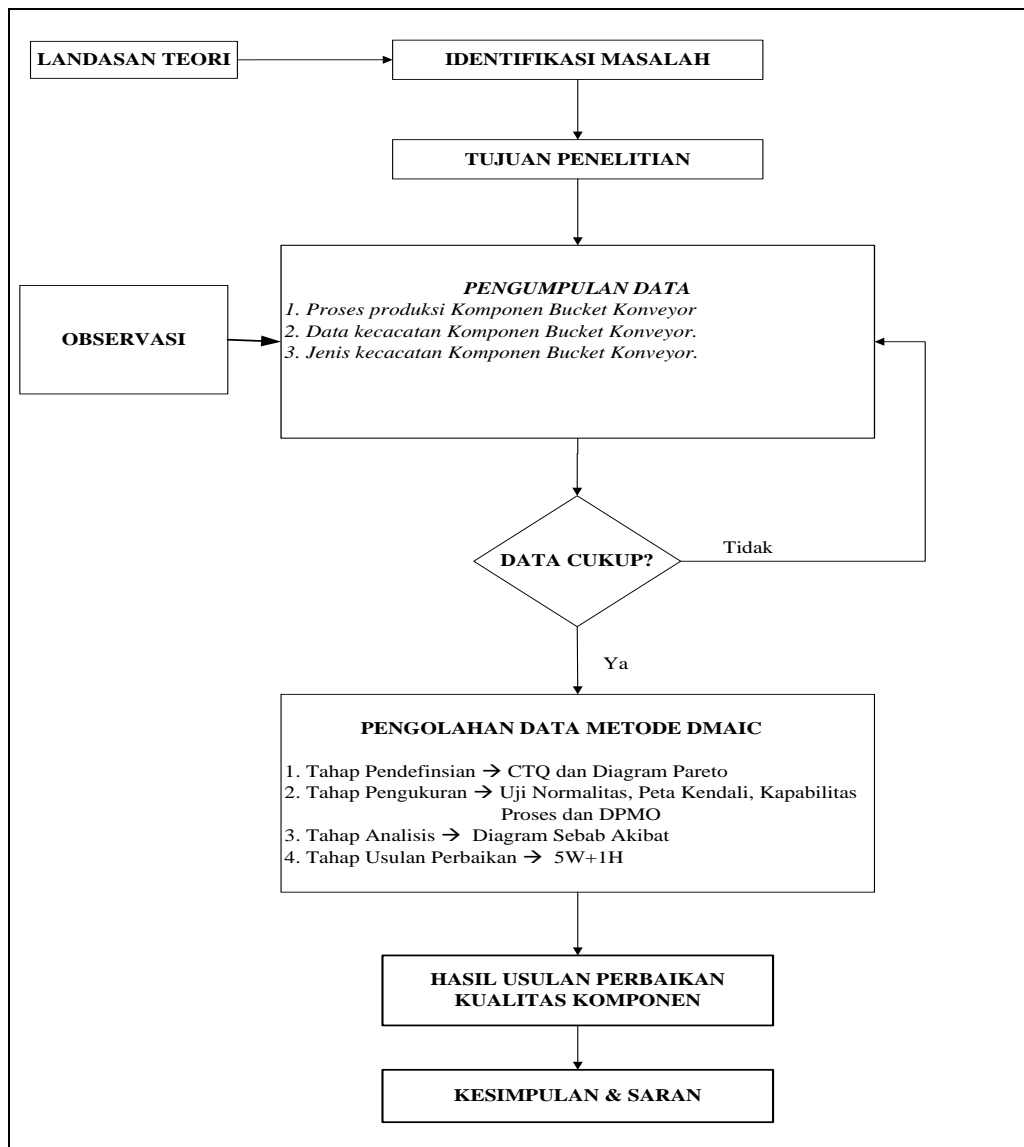 LANDASAN TEORI
IDENTIFIKASI MASALAH
TUJUAN PENELITIAN
PENGUMPULAN DATA
1. Proses produksi Komponen Bucket Konveyor
2. Data kecacatan Komponen Bucket Konveyor.
3. Jenis kecacatan Komponen Bucket Konveyor.
OBSERVASI
DATA CUKUP?
Tidak
Ya
PENGOLAHAN DATA METODE DMAIC
1. Tahap Pendefinsian → CTQ dan Diagram Pareto
2. Tahap Pengukuran → Uji Normalitas, Peta Kendali, Kapabilitas
Proses dan DPMO
3. Tahap Analisis → Diagram Sebab Akibat
4. Tahap Usulan Perbaikan → 5W+1H
HASIL USULAN PERBAIKAN
KUALITAS KOMPONEN
KESIMPULAN & SARAN